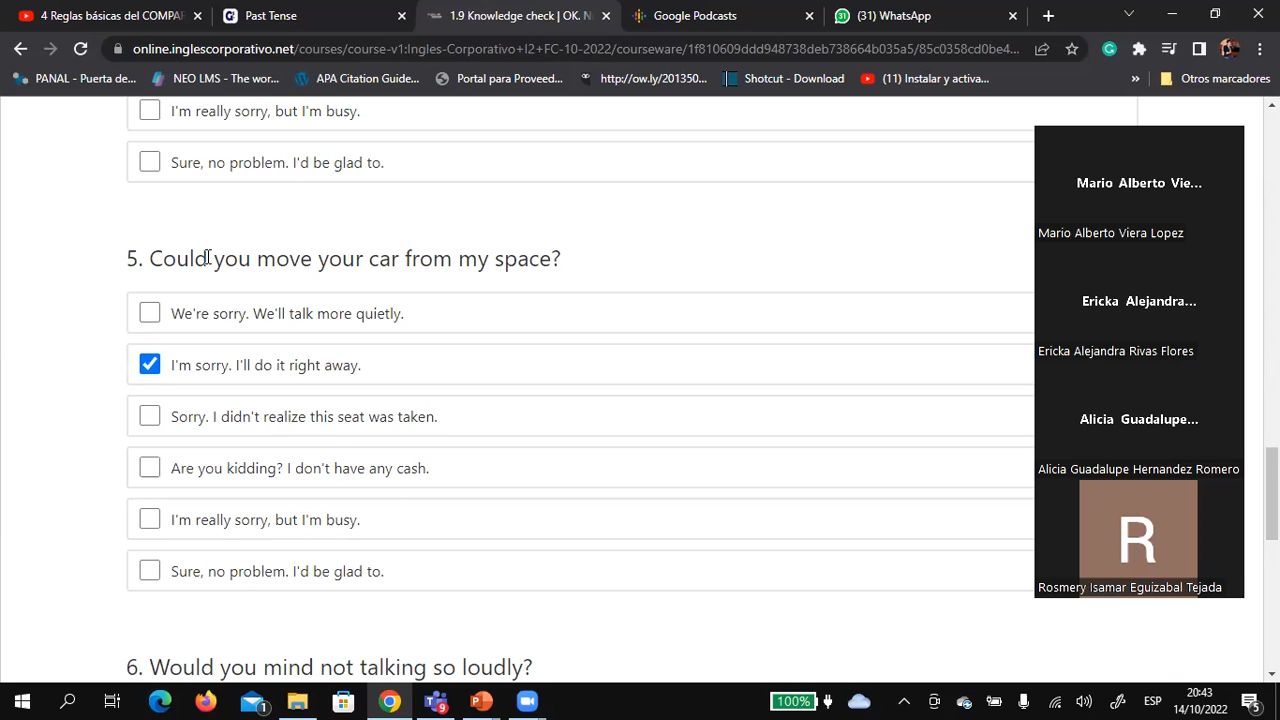 4 Reglas básicas del COMPAR
Past Tense
1.9 Knowledge check | OK. N
Google Podcasts
(31) WhatsApp
online.inglescorporativo.net/courses/course-v1:Ingles-Corporativo+I2+FC-10-2022/courseware/1f810609ddd948738deb738664b035a5/85c0358cd0be4...
PANAL - Puerta de...
NEO LMS - The wor...
APA Citation Guide...
Portal para Proveed...
http://ow.ly/201350...
Shotcut - Download
(11) Instalar y activa...
»
Otros marcadores
I'm really sorry, but I'm busy.
Sure, no problem. I'd be glad to.
5. Could you move your car from my space?
We're sorry. We'll talk more quietly.
I'm sorry. I'll do it right away.
Sorry. I didn't realize this seat was taken.
Are you kidding? I don't have any cash.
I'm really sorry, but I'm busy.
Sure, no problem. I'd be glad to.
6. Would you mind not talking so loudly?
Mario Alberto Vie...
Mario Alberto Viera Lopez
Ericka Alejandra...
Ericka Alejandra Rivas Flores
Alicia Guadalupe...
Alicia Guadalupe Hernandez Romero
R
Rosmery Isamar Eguizabal Tejada
1
9
100%
ESP
20:43
14/10/2022
5